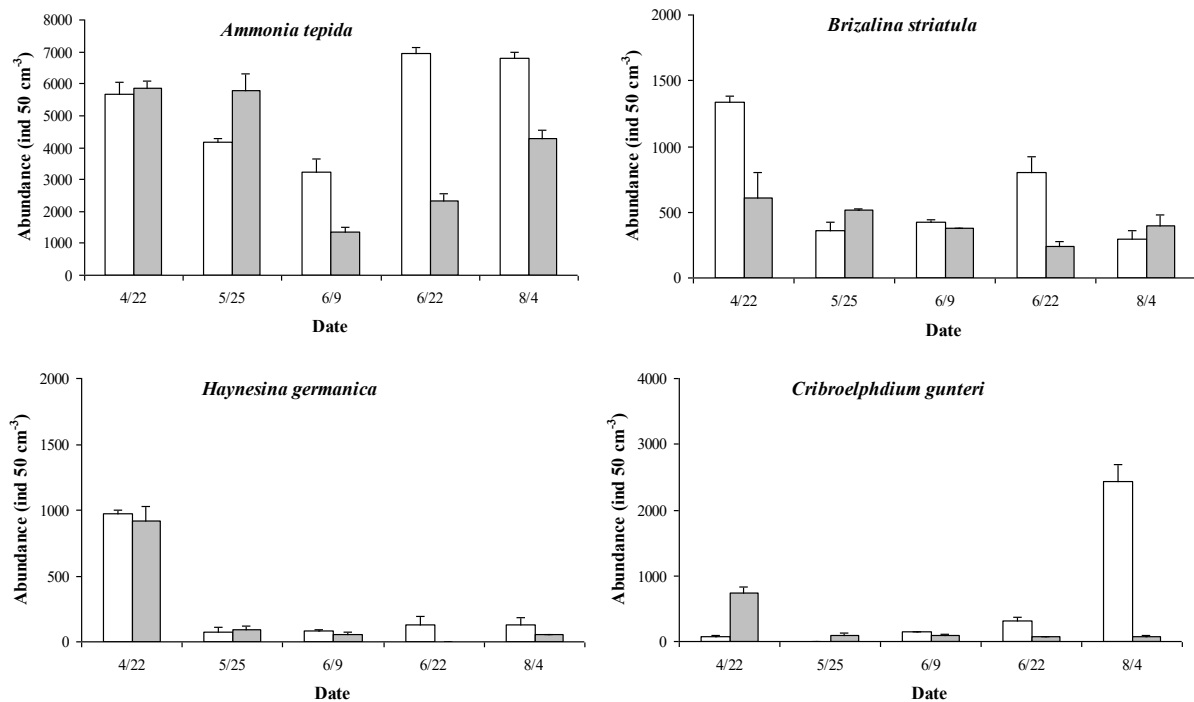 Ammonia tepida
Abundance (ind 50 cm-3)
8000
7000
6000
5000
4000
3000
2000
1000
0
4/22 5/25 6/9 6/22 8/4
Date
Brizalina striatula
Abundance (ind 50 cm-3)
2000
1500
1000
500
0
4/22 5/25 6/9 6/22 8/4
Date
Haynesina germanica
Abundance (ind 50 cm-3)
2000
1500
1000
500
0
4/22 5/25 6/9 6/22 8/4
Date
Cribroelphdium gunteri
Abundance (ind 50 cm-3)
4000
3000
2000
1000
0
4/22 5/25 6/9 6/22 8/4
Date